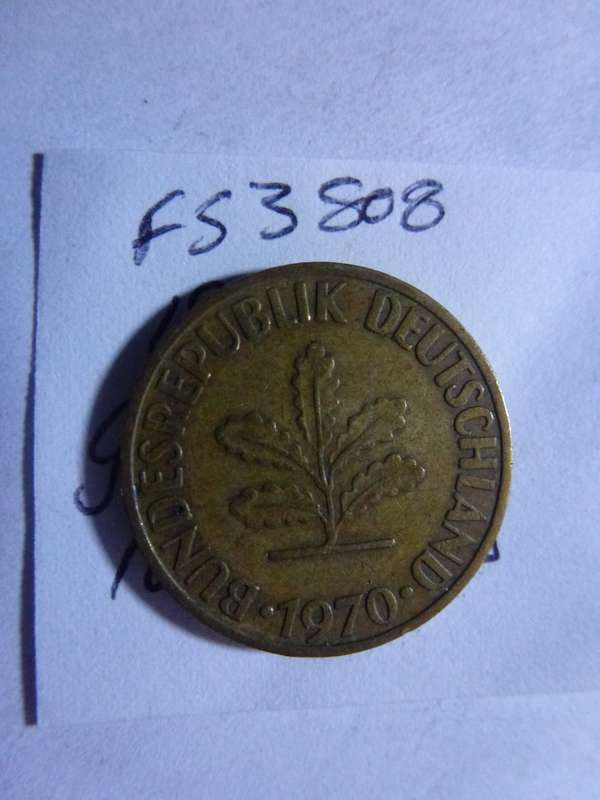 FS3808
BUNDESREPUBLIK DEUTSCHLAND
· 1970 ·